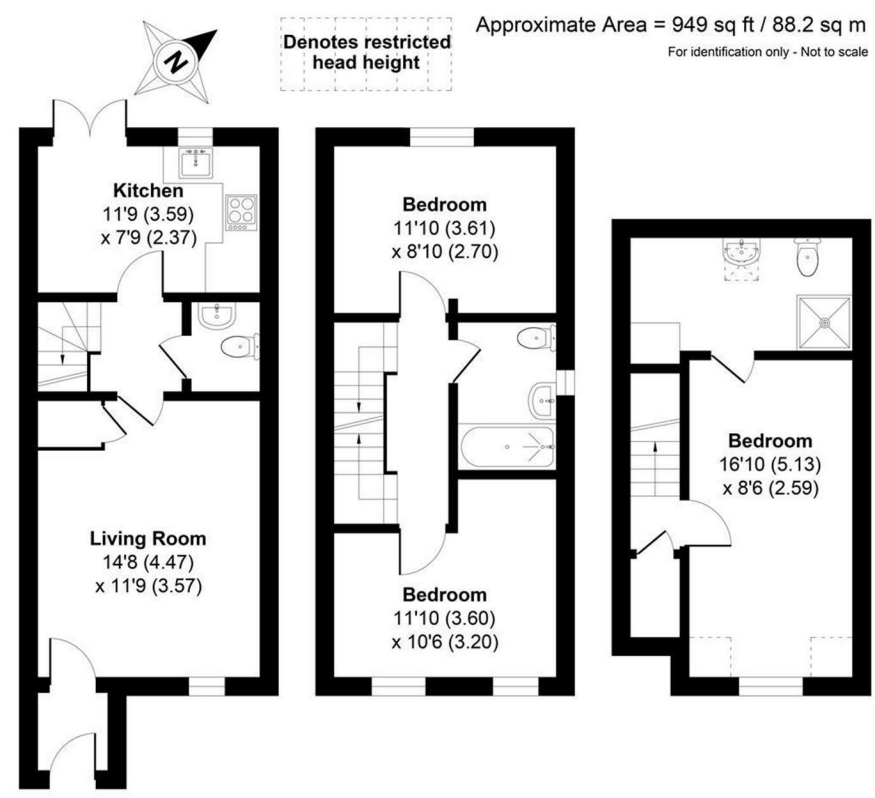 Approximate Area = 949 sq ft / 88.2 sq m
For identification only - Not to scale
Denotes restricted
head height
N
Kitchen
11'9 (3.59)
x 7'9 (2.37)
Living Room
14'8 (4.47)
x 11'9 (3.57)
Bedroom
11'10 (3.61)
x 8'10 (2.70)
Bedroom
11'10 (3.60)
x 10'6 (3.20)
Bedroom
16'10 (5.13)
x 8'6 (2.59)